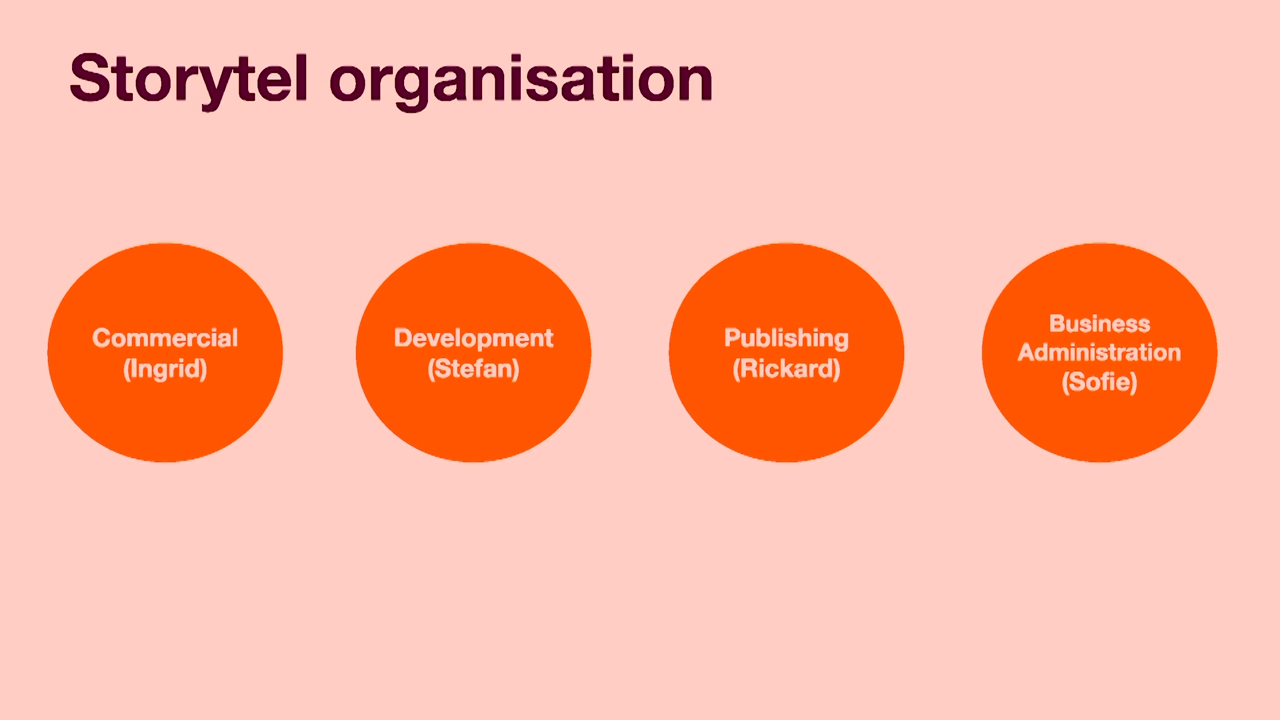 Storytel organisation
Commercial
(Ingrid)
Development
(Stefan)
Publishing
(Rickard)
Business
Administration
(Sofie)